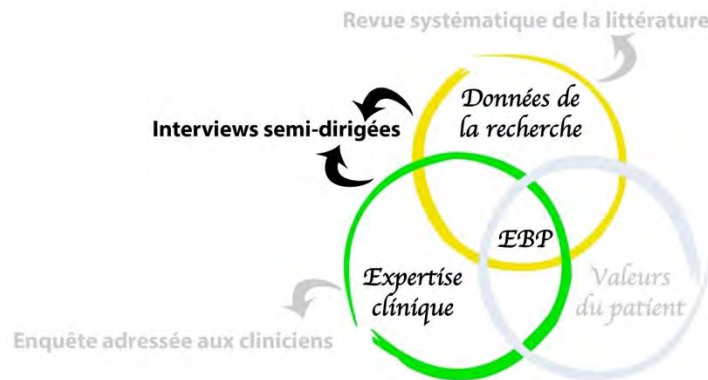 Revue systématique de la littérature
Données de
la recherche
Interviews semi-dirigées
EBP
Expertise
clinique
Valeurs
du patient
Enquête adressée aux cliniciens